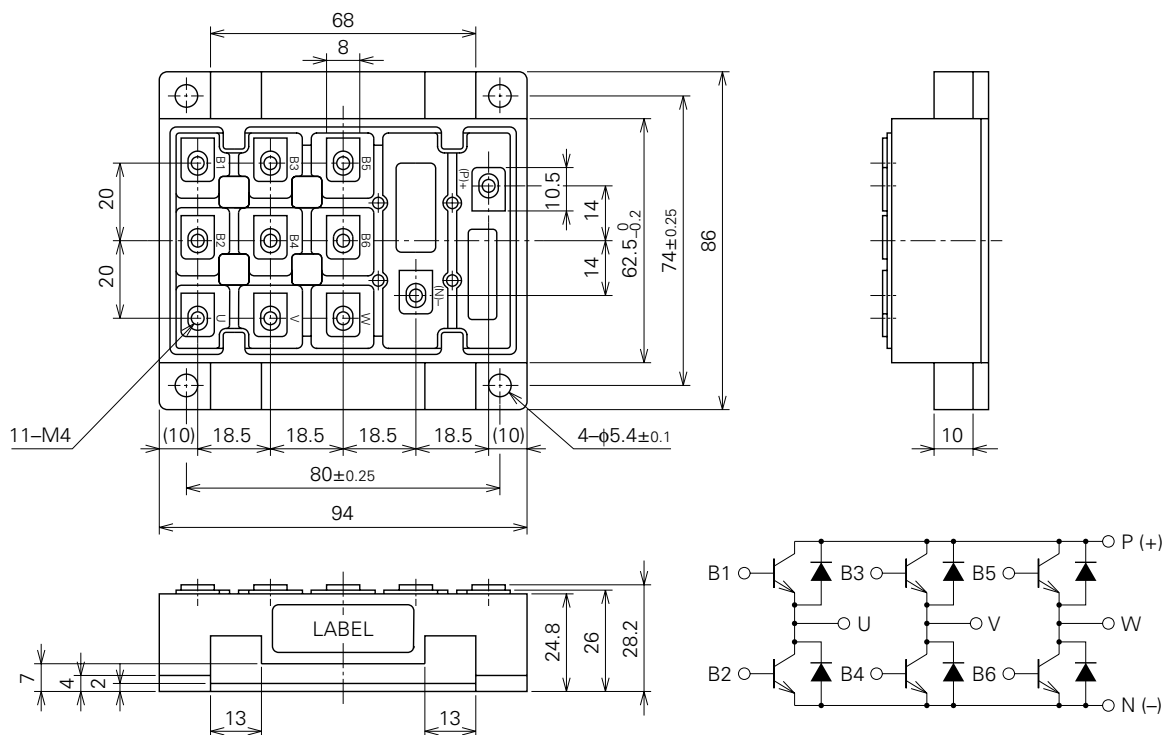 68
8
B1
B3
B5
(P)+
B2
B4
B6
(N)–
U
V
W
20
20
10.5
14
14
62.5 0 –0.2
74±0.25
86
11–M4
(10)
18.5
18.5
18.5
18.5
(10)
4–φ5.4±0.1
80±0.25
94
10
LABEL
7
4
2
13
13
24.8
26
28.2
P (+)
B1
B3
B5
U
V
W
B2
B4
B6
N (–)